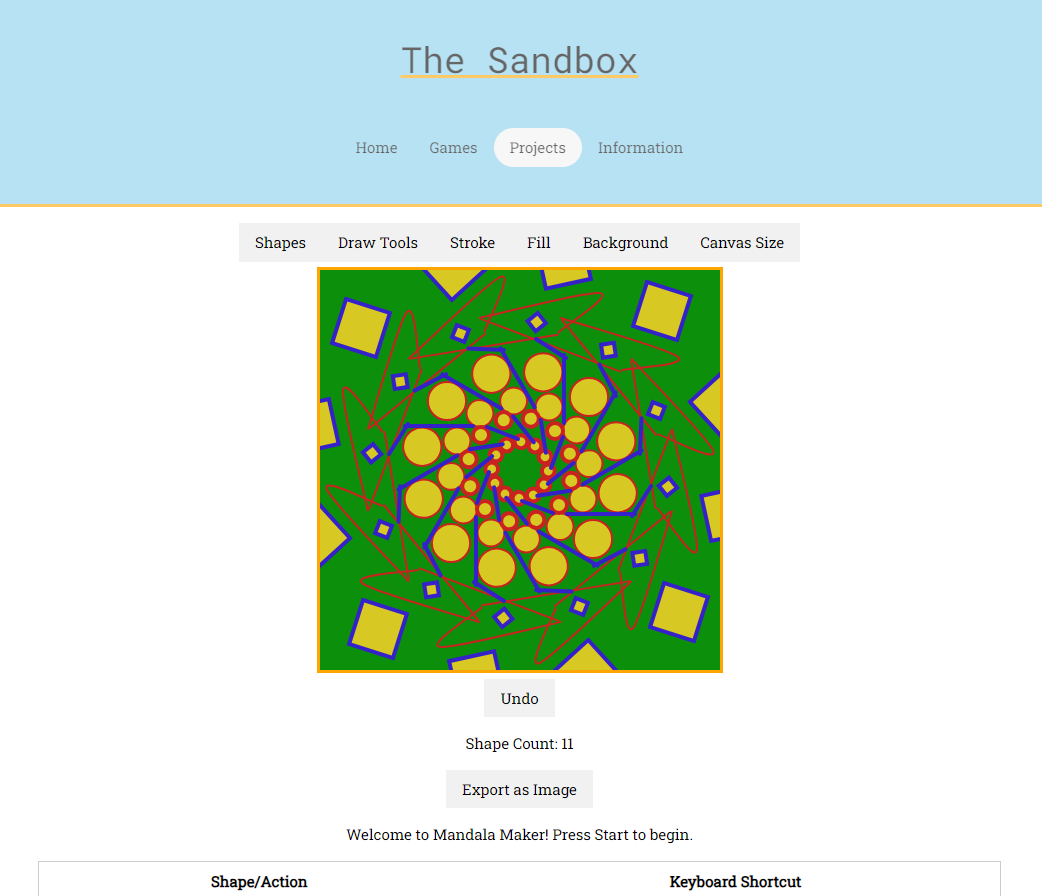 The Sandbox
Home Games Projects Information
Shapes Draw Tools Stroke Fill Background Canvas Size
Undo
Shape Count: 11
Export as Image
Welcome to Mandala Maker! Press Start to begin.
Shape/Action Keyboard Shortcut